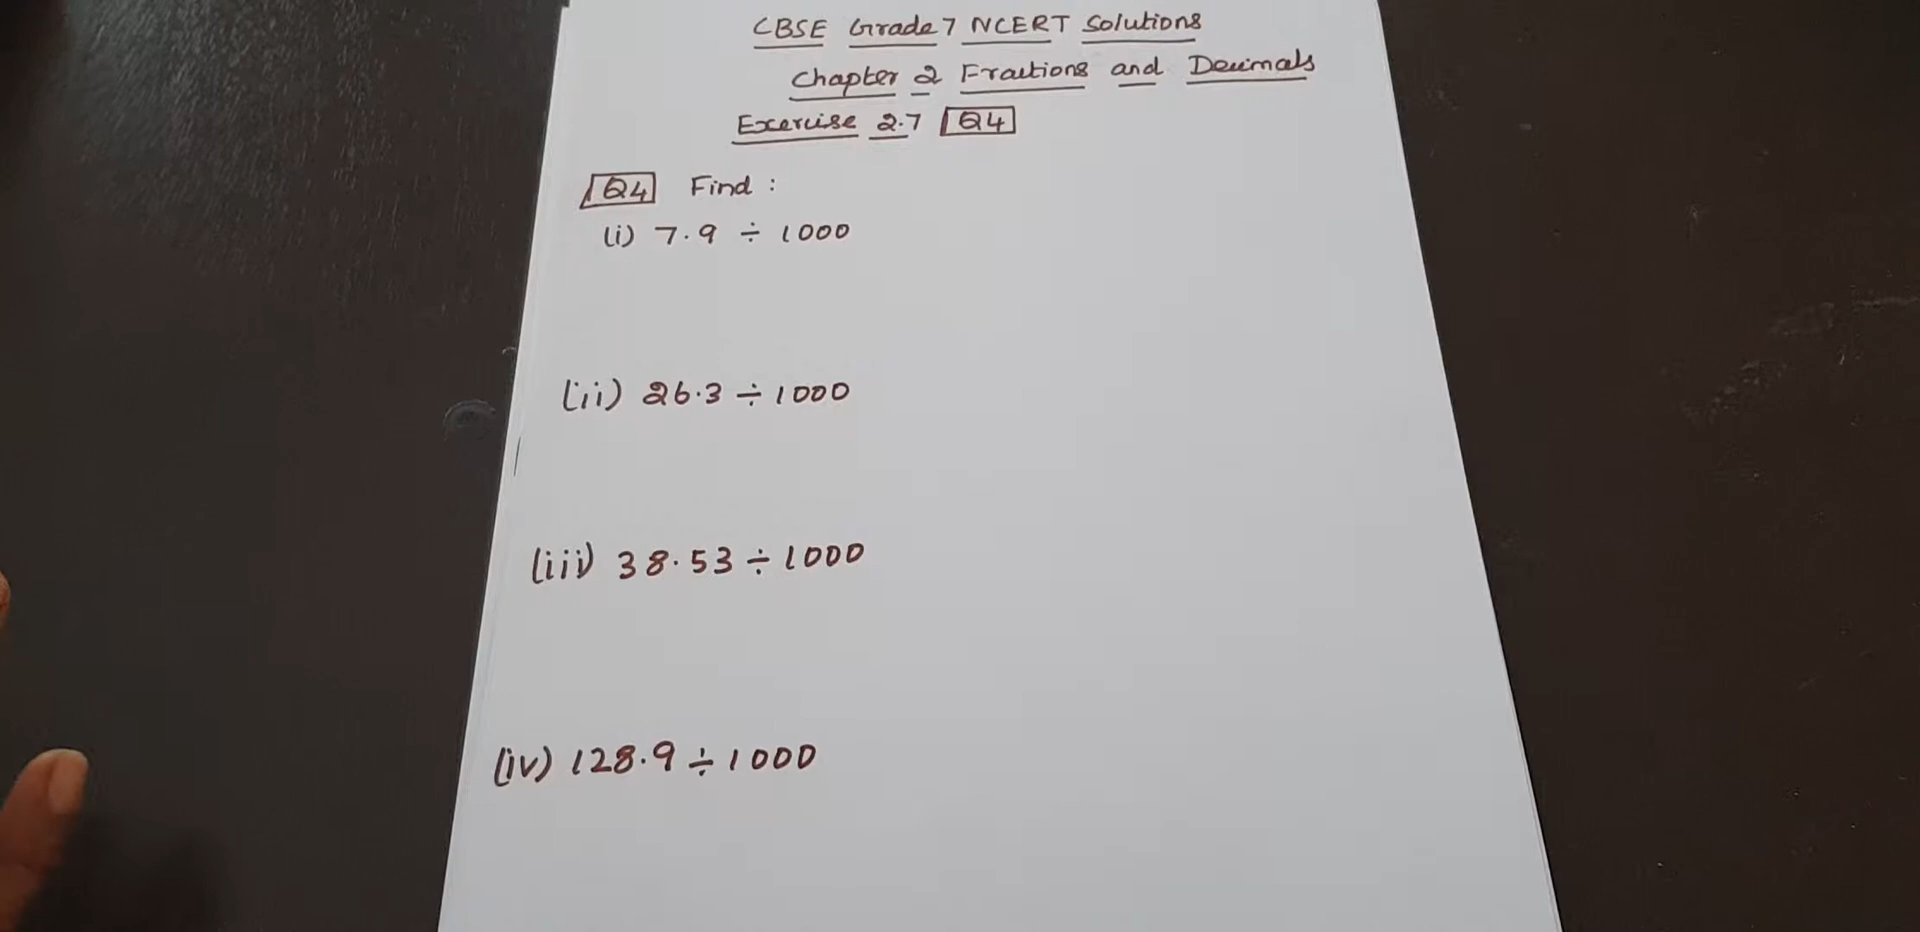 CBSE Grade 7 NCERT Solutions
Chapter 2 Fractions and Decimals
Exercise 2.7 Q4
Q4 Find :
(i) 7.9 ÷ 1000
(ii) 26.3 ÷ 1000
(iii) 38.53 ÷ 1000
(iv) 128.9 ÷ 1000